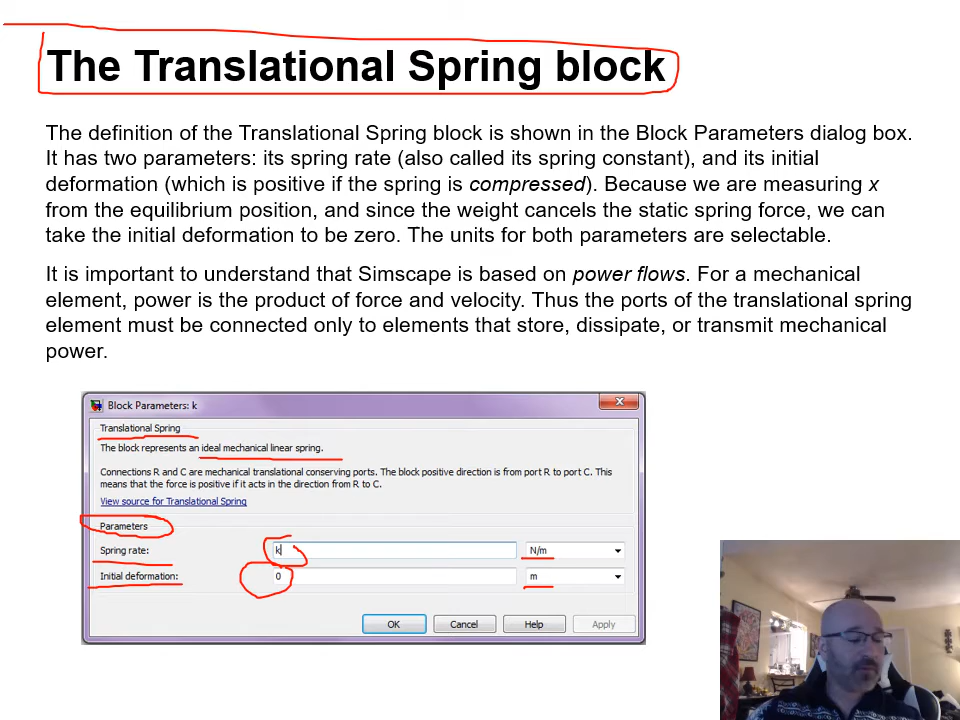 The Translational Spring block
The definition of the Translational Spring block is shown in the Block Parameters dialog box.
It has two parameters: its spring rate (also called its spring constant), and its initial
deformation (which is positive if the spring is compressed). Because we are measuring x
from the equilibrium position, and since the weight cancels the static spring force, we can
take the initial deformation to be zero. The units for both parameters are selectable.
It is important to understand that Simscape is based on power flows. For a mechanical
element, power is the product of force and velocity. Thus the ports of the translational spring
element must be connected only to elements that store, dissipate, or transmit mechanical
power.
Block Parameters: k
Translational Spring
The block represents an ideal mechanical linear spring.
Connections R and C are mechanical translational conserving ports. The block positive direction is from port R to port C. This
means that the force is positive if it acts in the direction from R to C.
View source for Translational Spring
Parameters
Spring rate: k N/m
Initial deformation: 0 m
OK Cancel Help Apply